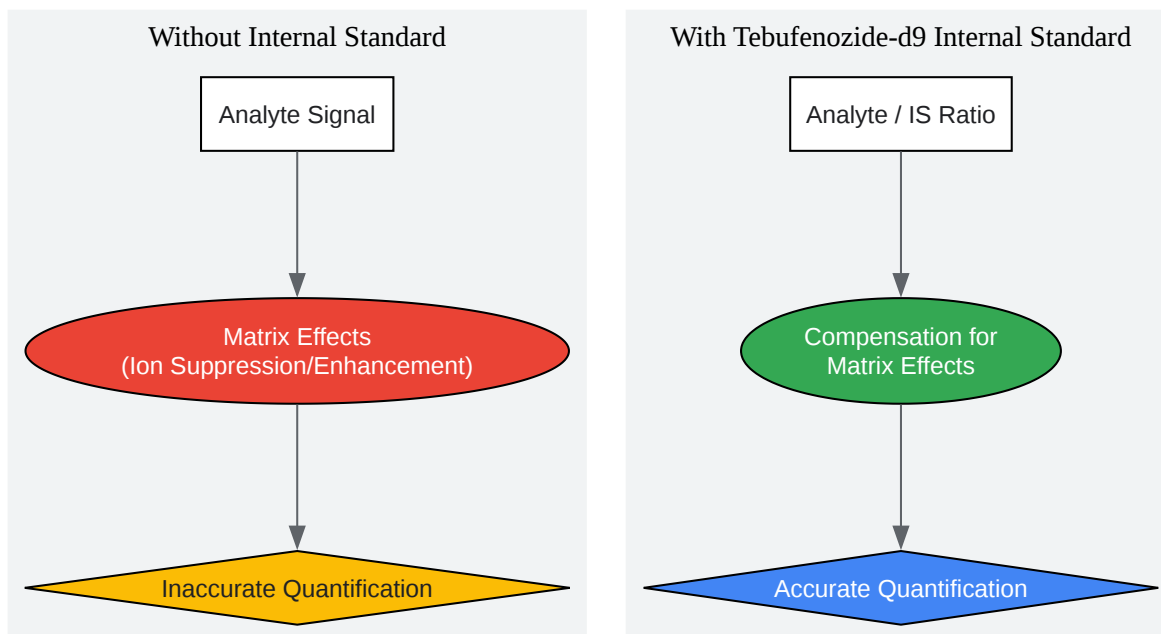 Without Internal Standard
Analyte Signal
Matrix Effects
(Ion Suppression/Enhancement)
Inaccurate Quantification
With Tebufenozide-d9 Internal Standard
Analyte / IS Ratio
Compensation for
Matrix Effects
Accurate Quantification